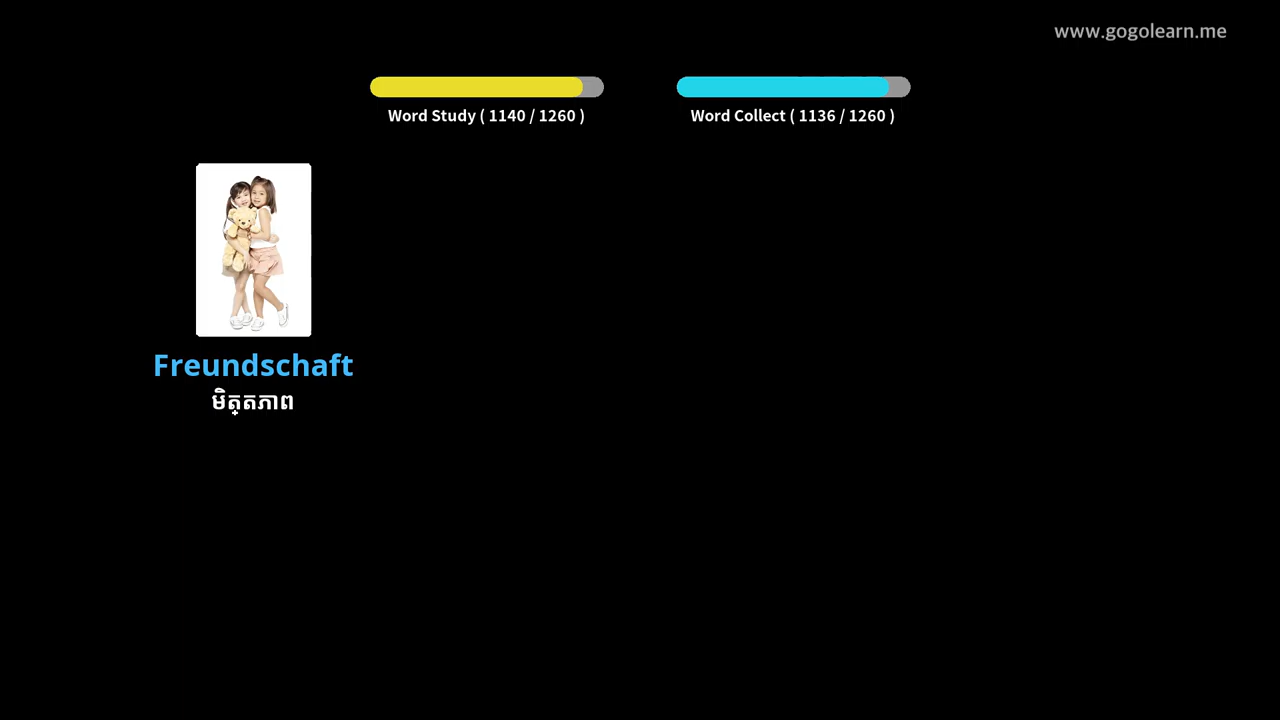 www.gogolearn.me
Word Study ( 1140 / 1260 )
Word Collect ( 1136 / 1260 )
Freundschaft
មិត្តភាព